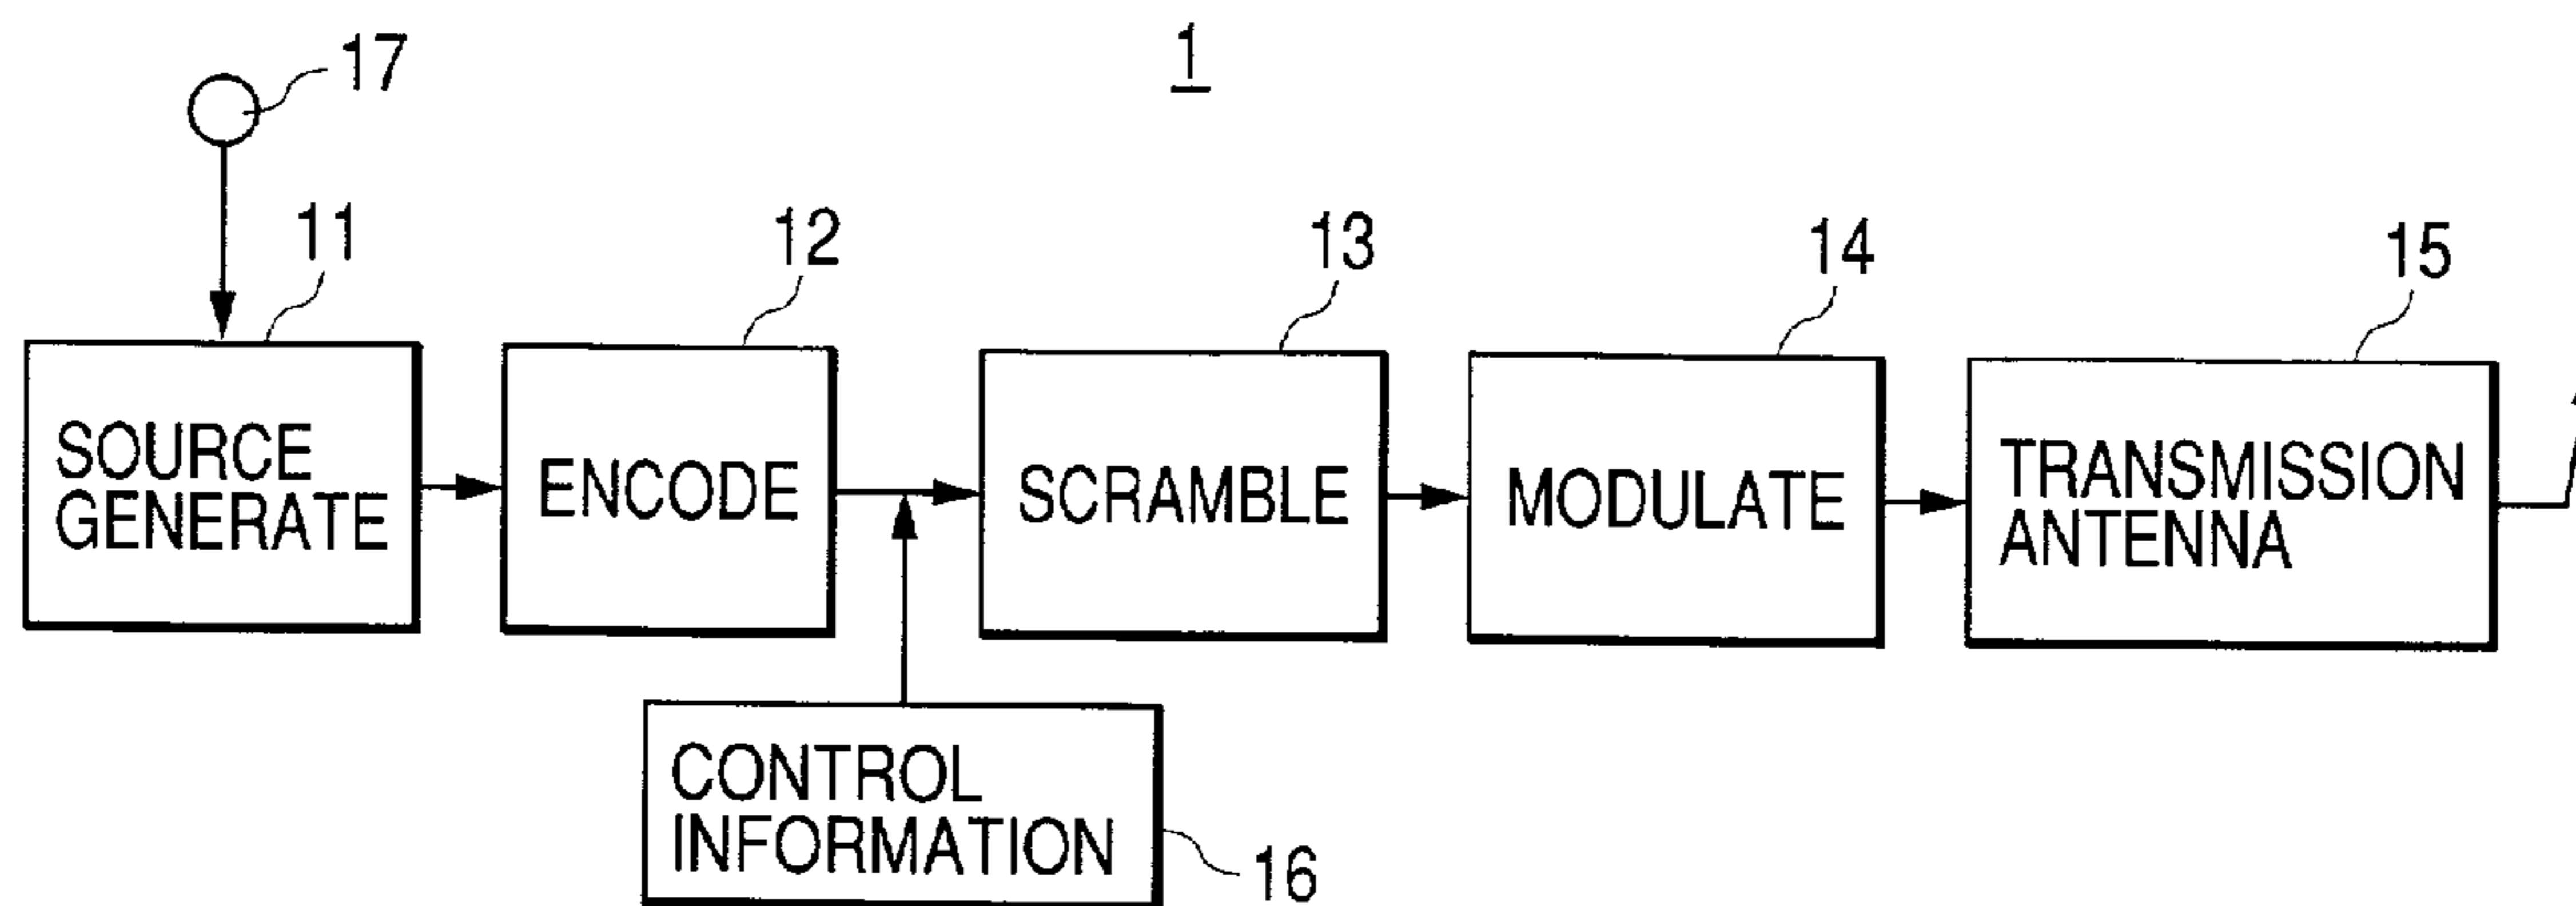 17
1
11
12
13
14
15
SOURCE
GENERATE
ENCODE
SCRAMBLE
MODULATE
TRANSMISSION
ANTENNA
CONTROL
INFORMATION
16